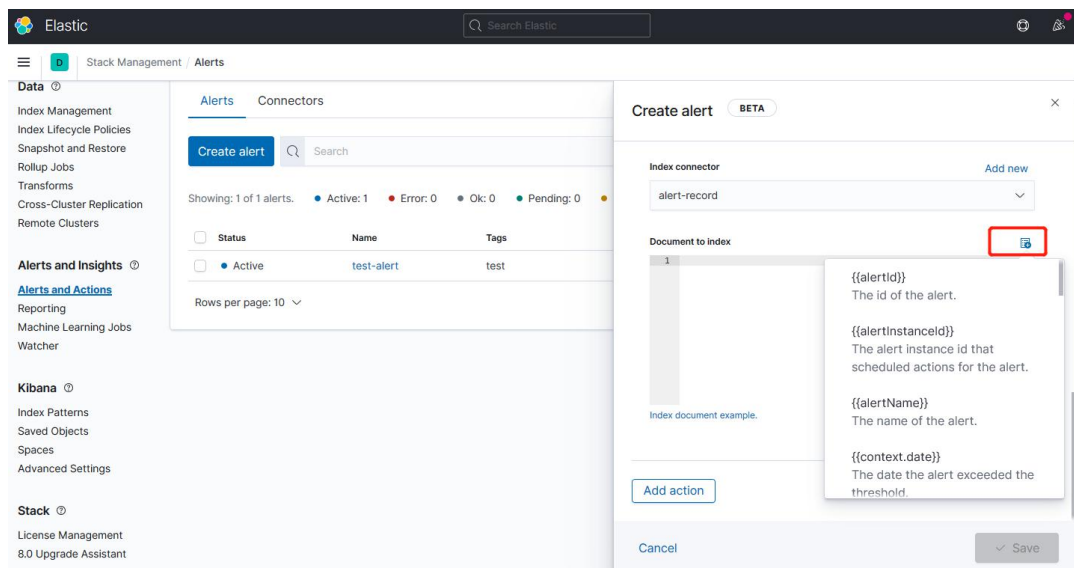 Elastic
Search Elastic
D
Stack Management / Alerts
Data
Index Management
Index Lifecycle Policies
Snapshot and Restore
Rollup Jobs
Transforms
Cross-Cluster Replication
Remote Clusters
Alerts and Insights
Alerts and Actions
Reporting
Machine Learning Jobs
Watcher
Kibana
Index Patterns
Saved Objects
Spaces
Advanced Settings
Stack
License Management
8.0 Upgrade Assistant
Alerts Connectors
Create alert Search
Showing: 1 of 1 alerts. Active: 1 Error: 0 Ok: 0 Pending: 0
Status Name Tags
Active test-alert test
Rows per page: 10
Create alert BETA
Index connector Add new
alert-record
Document to index
1
{{alertId}}
The id of the alert.
{{alertInstanceId}}
The alert instance id that
scheduled actions for the alert.
{{alertName}}
The name of the alert.
{{context.date}}
The date the alert exceeded the
threshold.
Index document example.
Add action
Cancel Save